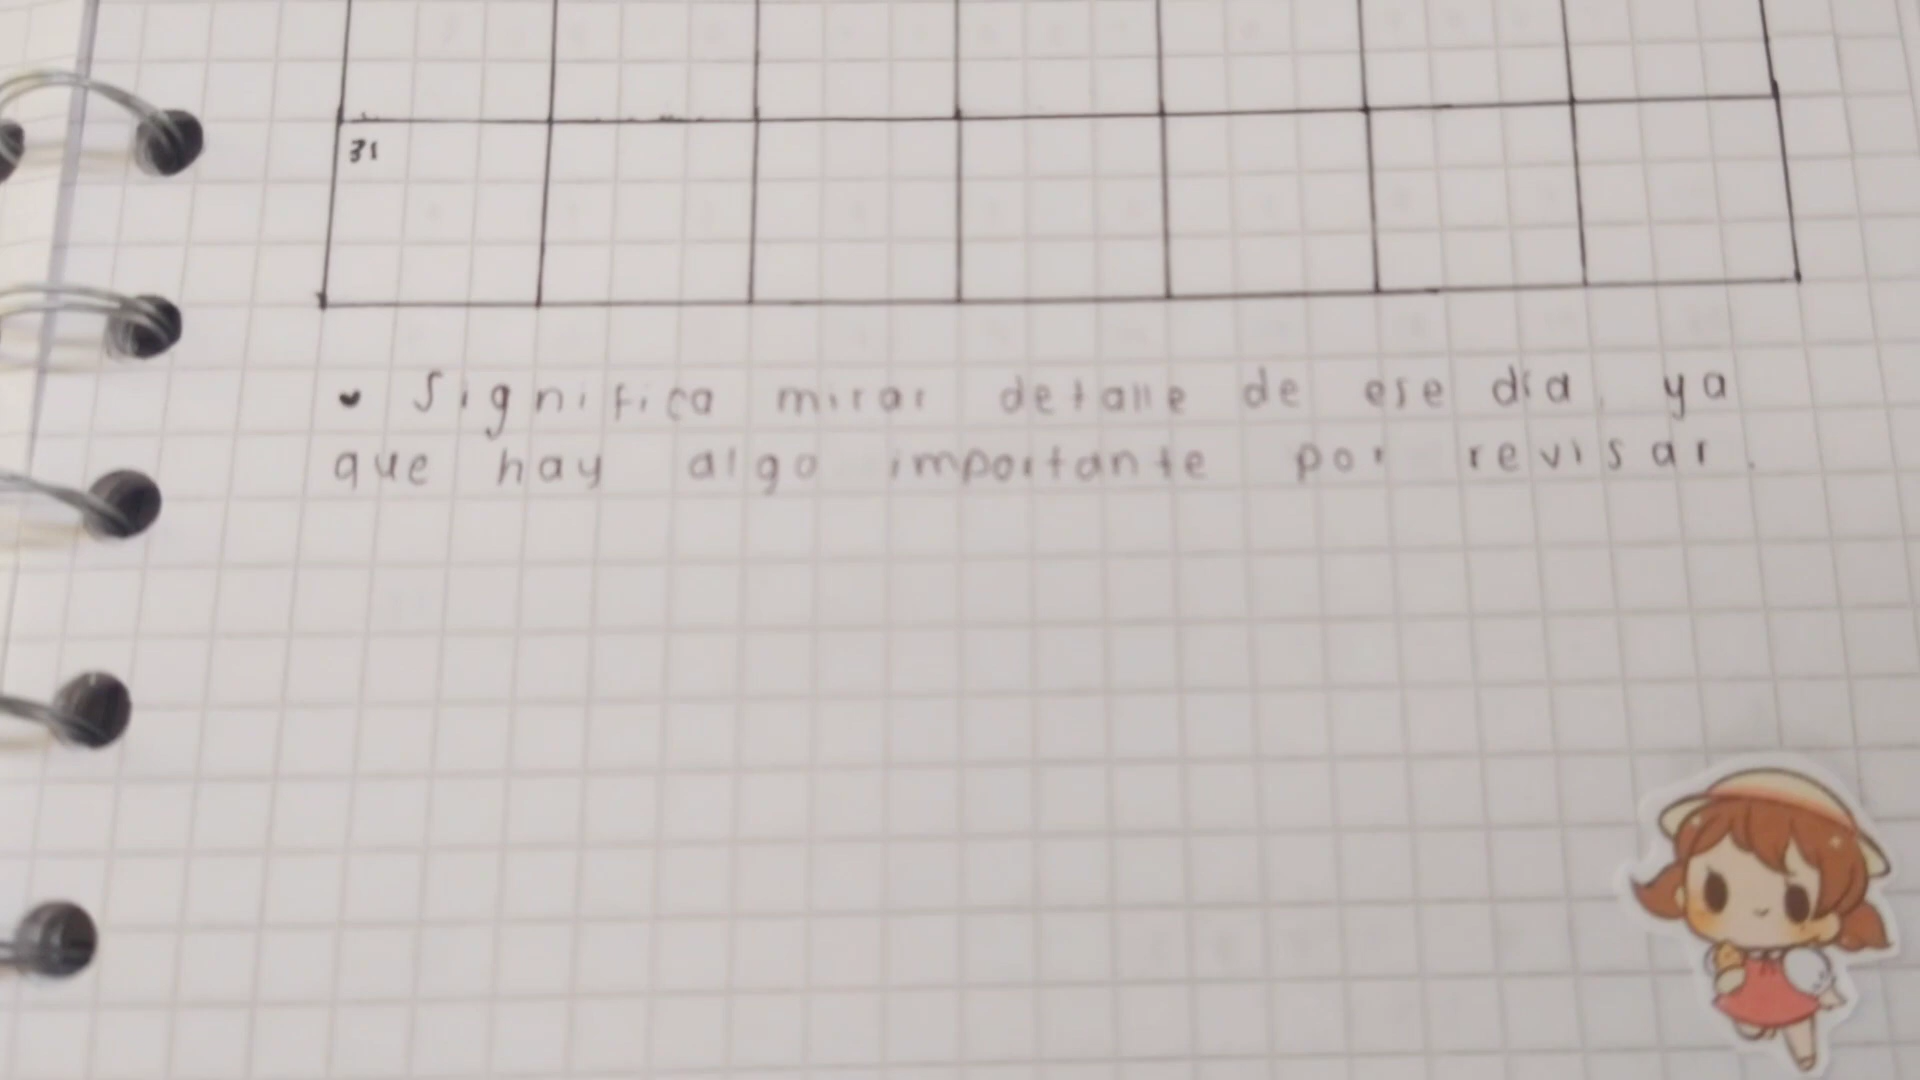 31
♥ Significa mirar detalle de ese día, ya
que hay algo importante por revisar.